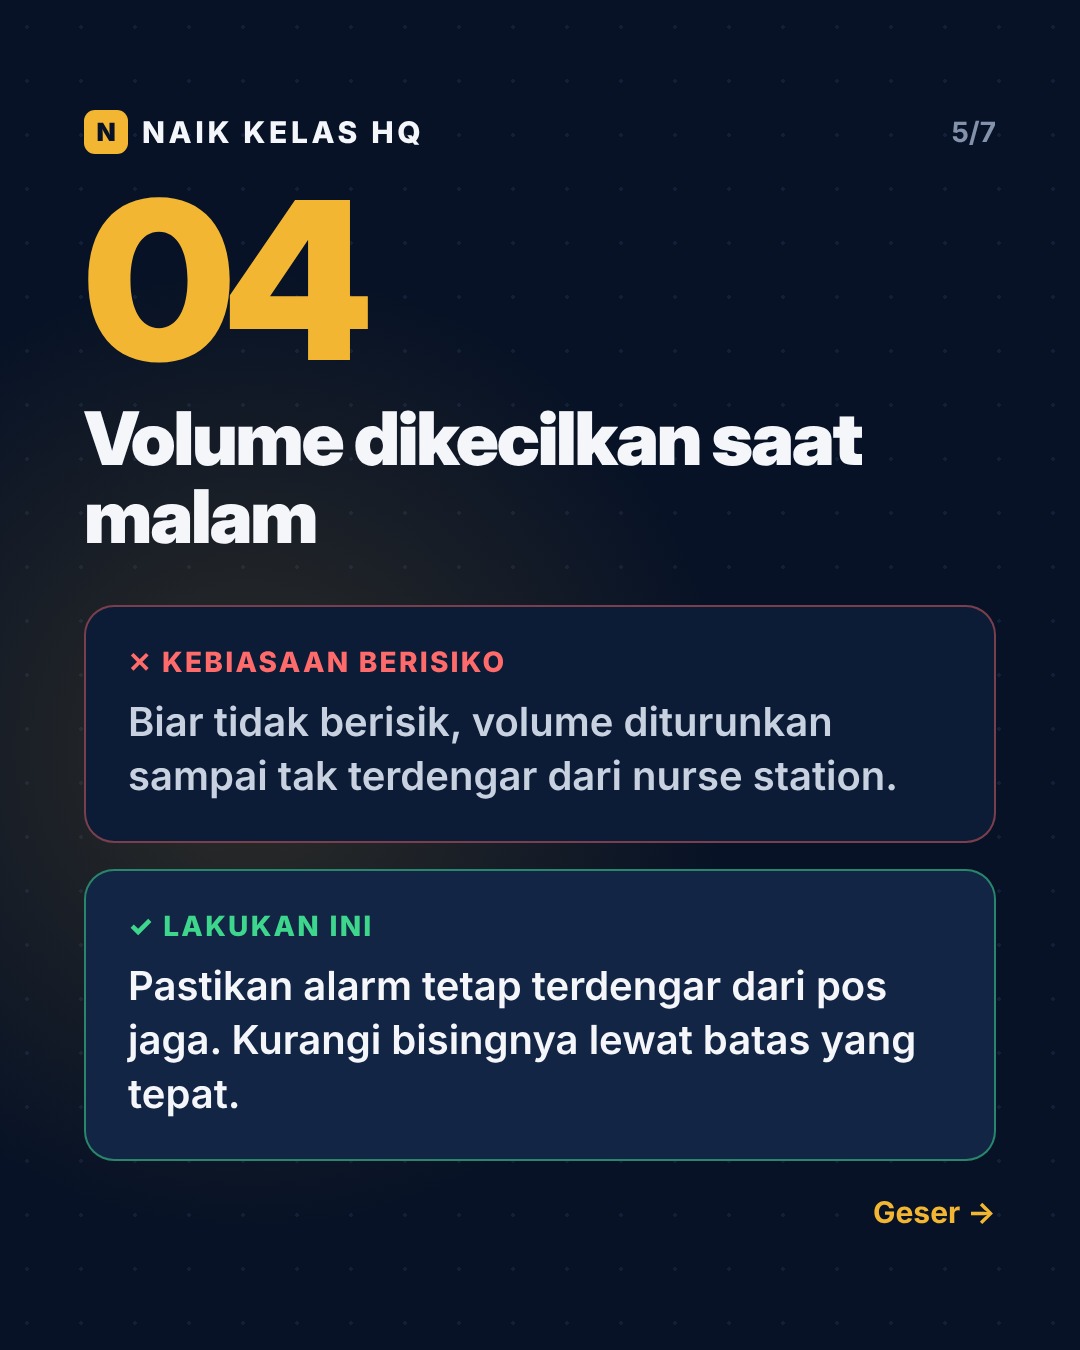 N NAIK KELAS HQ
5/7
04
Volume dikecilkan saat
malam
✕ KEBIASAAN BERISIKO
Biar tidak berisik, volume diturunkan
sampai tak terdengar dari nurse station.
✓ LAKUKAN INI
Pastikan alarm tetap terdengar dari pos
jaga. Kurangi bisingnya lewat batas yang
tepat.
Geser →